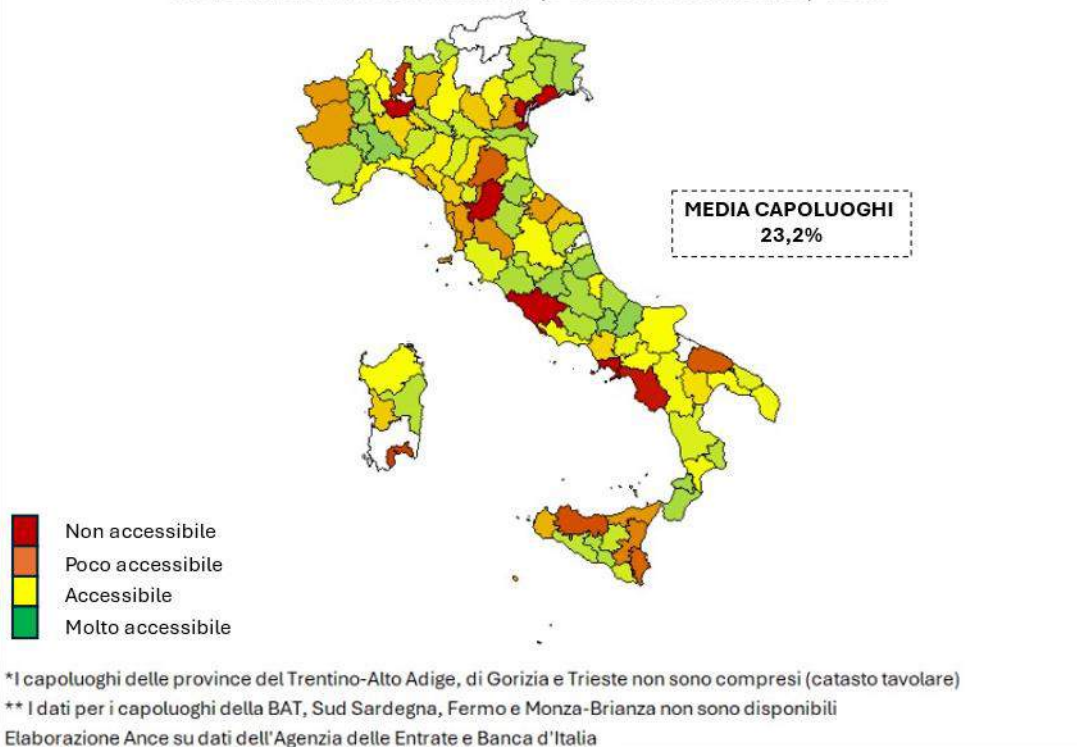 MEDIA CAPOLUOGHI
23,2%
Non accessibile
Poco accessibile
Accessibile
Molto accessibile
*I capoluoghi delle province del Trentino-Alto Adige, di Gorizia e Trieste non sono compresi (catasto tavolare)
** I dati per i capoluoghi della BAT, Sud Sardegna, Fermo e Monza-Brianza non sono disponibili
Elaborazione Ance su dati dell'Agenzia delle Entrate e Banca d'Italia